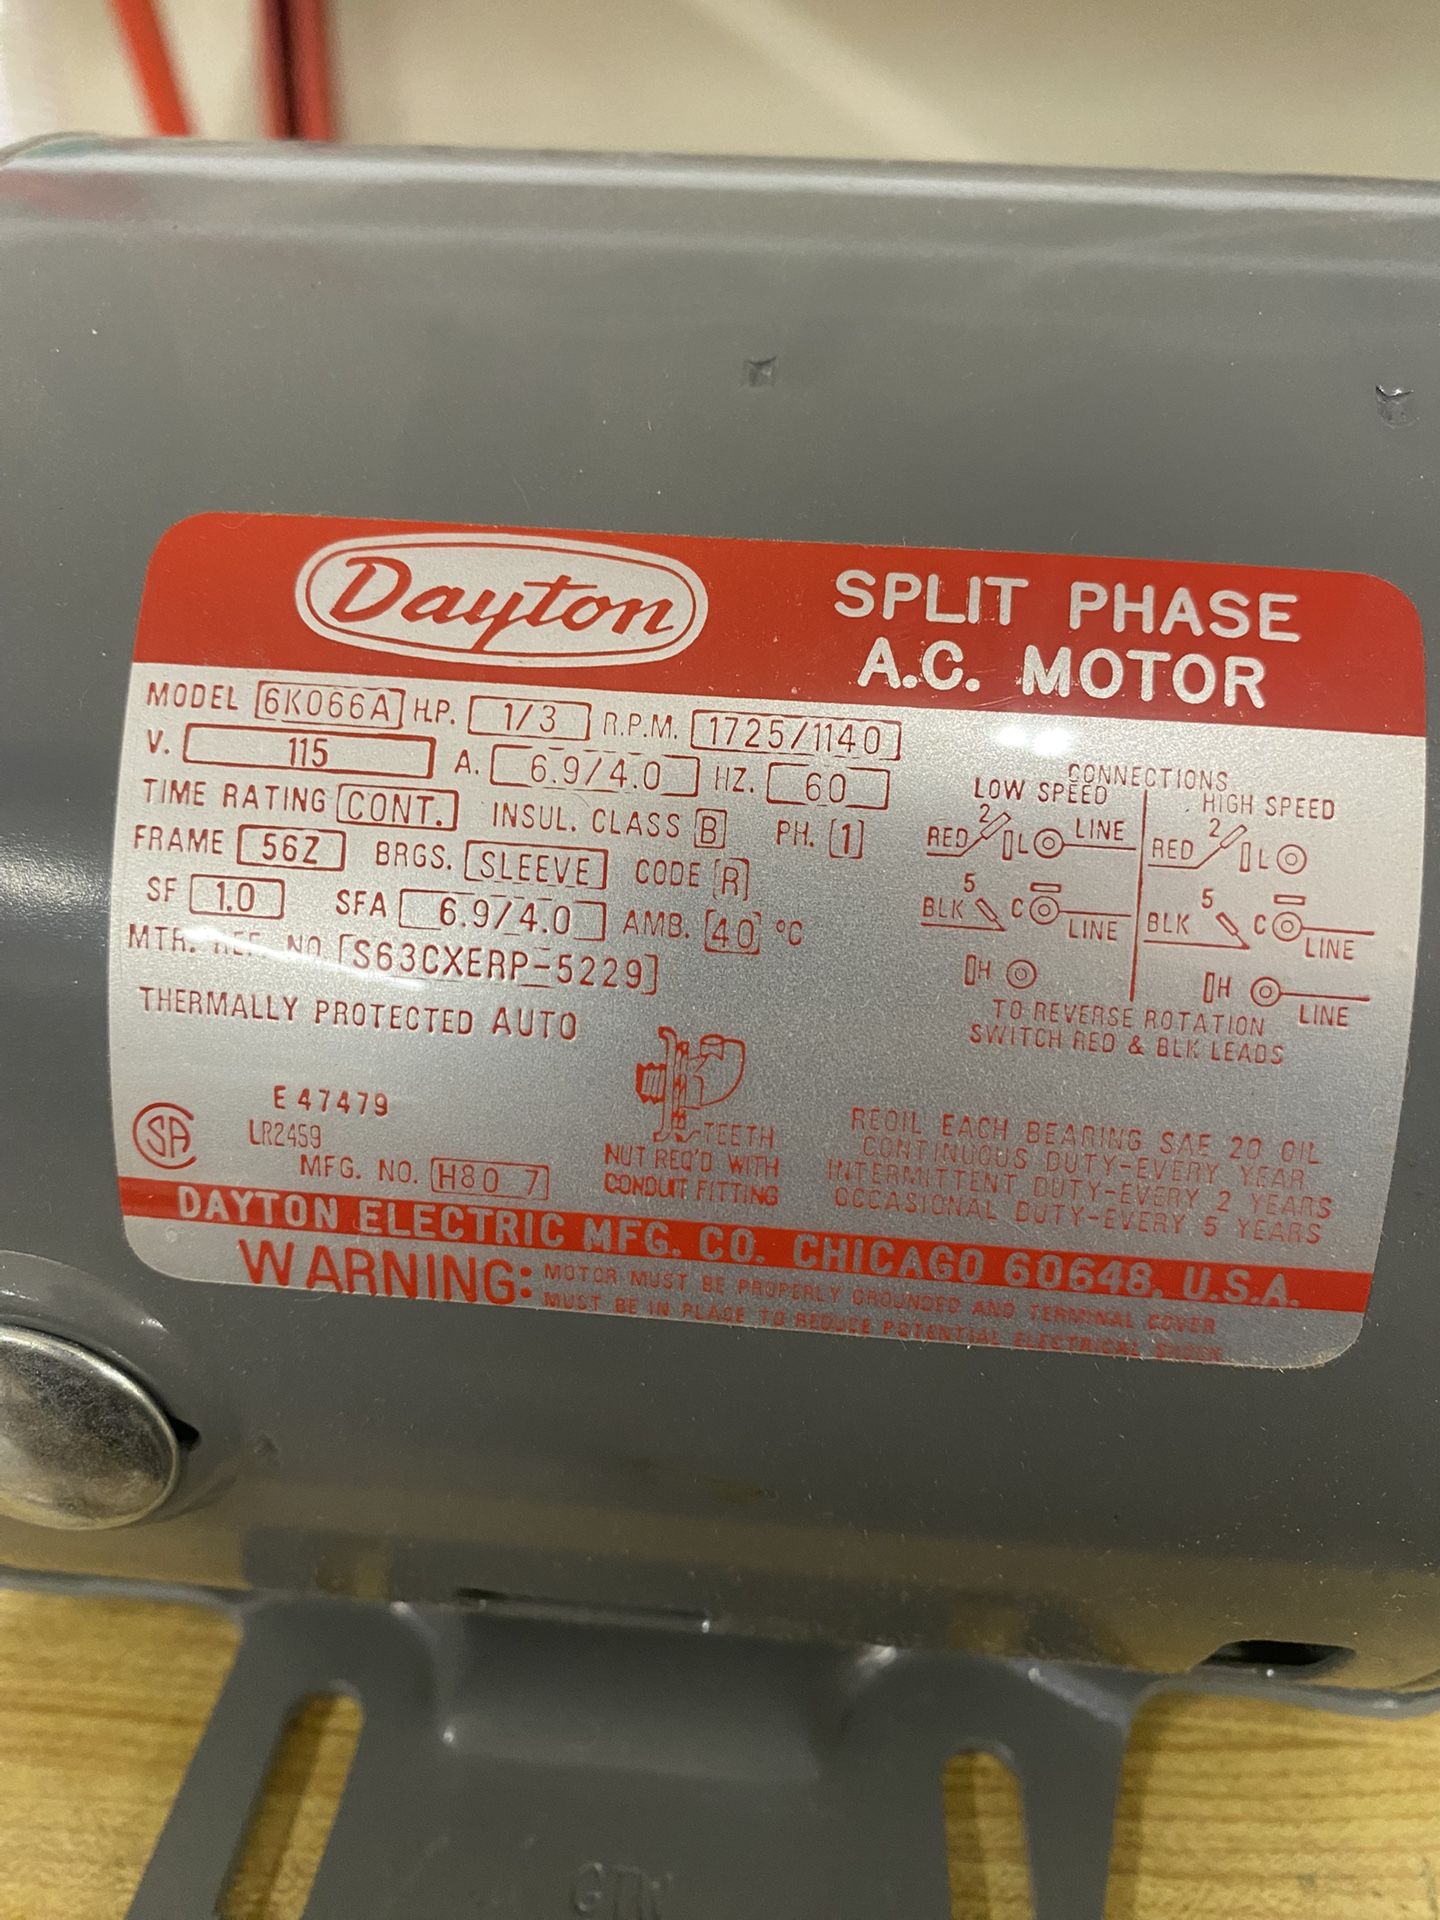 Dayton
SPLIT PHASE
A.C. MOTOR
MODEL 6K066A H.P. 1/3 R.P.M. 1725/1140
V. 115 A. 6.9/4.0 HZ. 60
TIME RATING CONT. INSUL. CLASS B PH. 1
FRAME 56Z BRGS. SLEEVE CODE R
SF 1.0 SFA 6.9/4.0 AMB. 40 °C
MTR. REF. NO. S63CXERP-5229
THERMALLY PROTECTED AUTO
CONNECTIONS
LOW SPEED
RED 2 L LINE
BLK 5 C LINE
H
HIGH SPEED
RED 2 L
BLK 5 C LINE
H LINE
TO REVERSE ROTATION
SWITCH RED & BLK LEADS
E 47479
SA
LR2459
MFG. NO. H80 7
TEETH
NUT REQ'D WITH
CONDUIT FITTING
REOIL EACH BEARING SAE 20 OIL
CONTINUOUS DUTY-EVERY YEAR
INTERMITTENT DUTY-EVERY 2 YEARS
OCCASIONAL DUTY-EVERY 5 YEARS
DAYTON ELECTRIC MFG. CO. CHICAGO 60648, U.S.A.
WARNING: MOTOR MUST BE PROPERLY GROUNDED AND TERMINAL COVER
MUST BE IN PLACE TO REDUCE POTENTIAL ELECTRICAL SHOCK